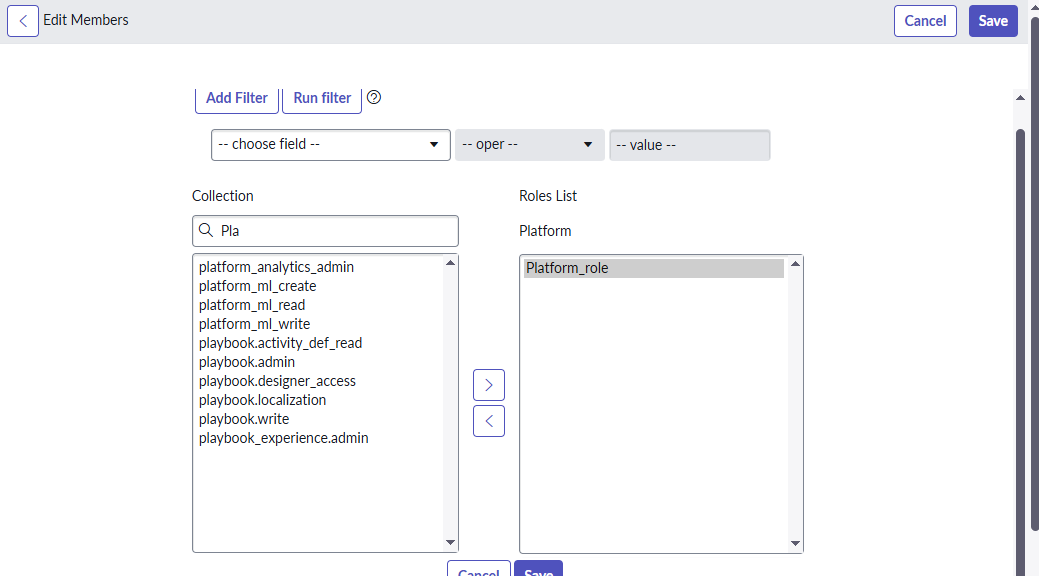 Edit Members
Cancel
Save
Add Filter
Run filter
-- choose field --
-- oper --
-- value --
Collection
Roles List
Pla
Platform
platform_analytics_admin
platform_ml_create
platform_ml_read
platform_ml_write
playbook.activity_def_read
playbook.admin
playbook.designer_access
playbook.localization
playbook.write
playbook_experience.admin
Platform_role
Cancel
Save